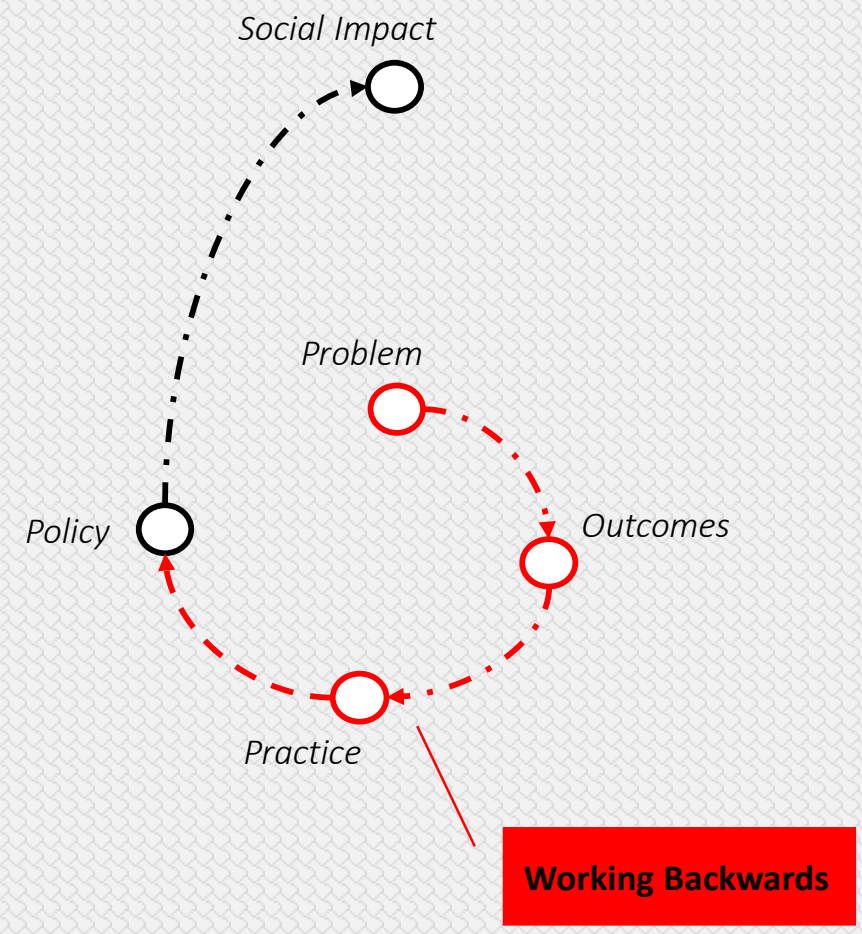 Social Impact
Problem
Outcomes
Policy
Practice
Working Backwards